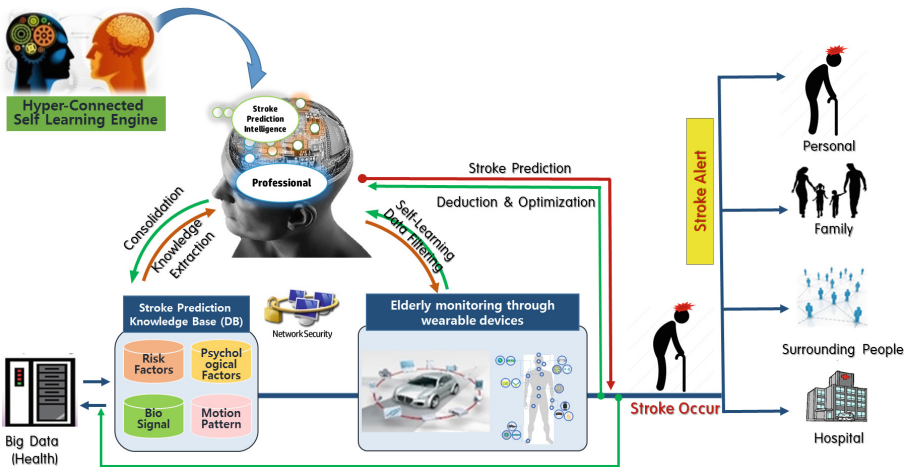 Hyper-Connected
Self Learning Engine
Stroke
Prediction
Intelligence
Professional
Stroke Prediction
Deduction & Optimization
Consolidation
Knowledge
Extraction
Self-Learning
Data Filtering
Stroke Prediction
Knowledge Base (DB)
Risk
Factors
Psychol
ogical
Factors
Bio
Signal
Motion
Pattern
Network Security
Elderly monitoring through
wearable devices
Big Data
(Health)
Stroke Occur
Stroke Alert
Personal
Family
Surrounding People
Hospital